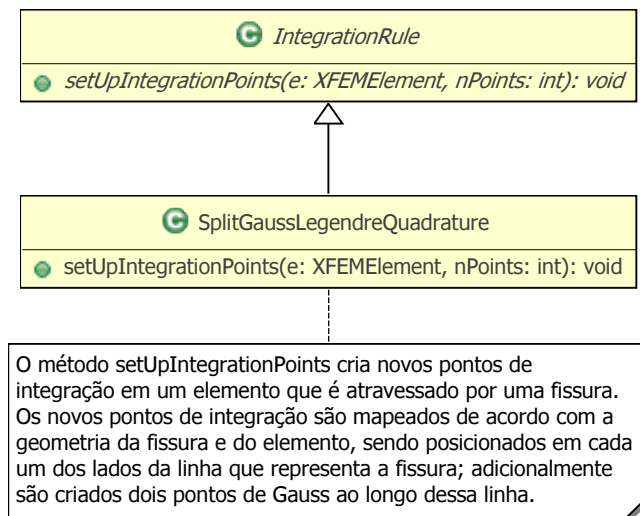 IntegrationRule
setUpIntegrationPoints(e: XFEMElement, nPoints: int): void
SplitGaussLegendreQuadrature
setUpIntegrationPoints(e: XFEMElement, nPoints: int): void
O método setUpIntegrationPoints cria novos pontos de
integração em um elemento que é atravessado por uma fissura.
Os novos pontos de integração são mapeados de acordo com a
geometria da fissura e do elemento, sendo posicionados em cada
um dos lados da linha que representa a fissura; adicionalmente
são criados dois pontos de Gauss ao longo dessa linha.